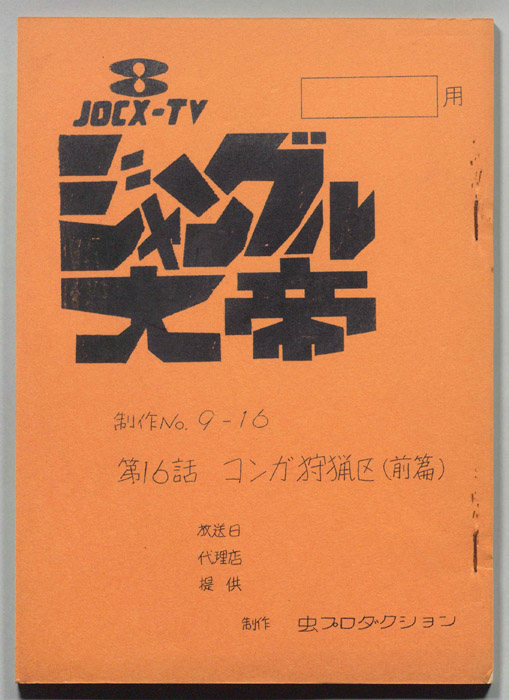 8
JOCX-TV
用
ジャングル
大帝
制作No. 9-16
第16話 コンガ狩猟区(前篇)
放送日
代理店
提供
制作 虫プロダクション